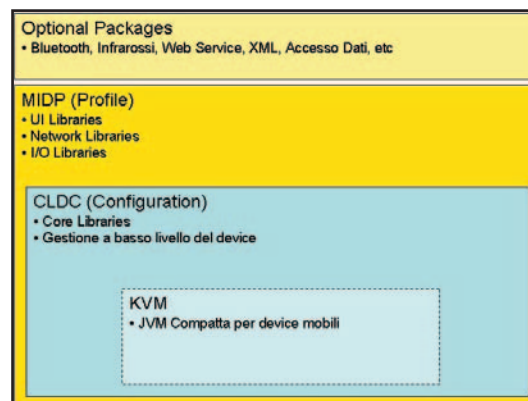 Optional Packages
• Bluetooth, Infrarossi, Web Service, XML, Accesso Dati, etc
MIDP (Profile)
• UI Libraries
• Network Libraries
• I/O Libraries
CLDC (Configuration)
• Core Libraries
• Gestione a basso livello del device
KVM
• JVM Compatta per device mobili